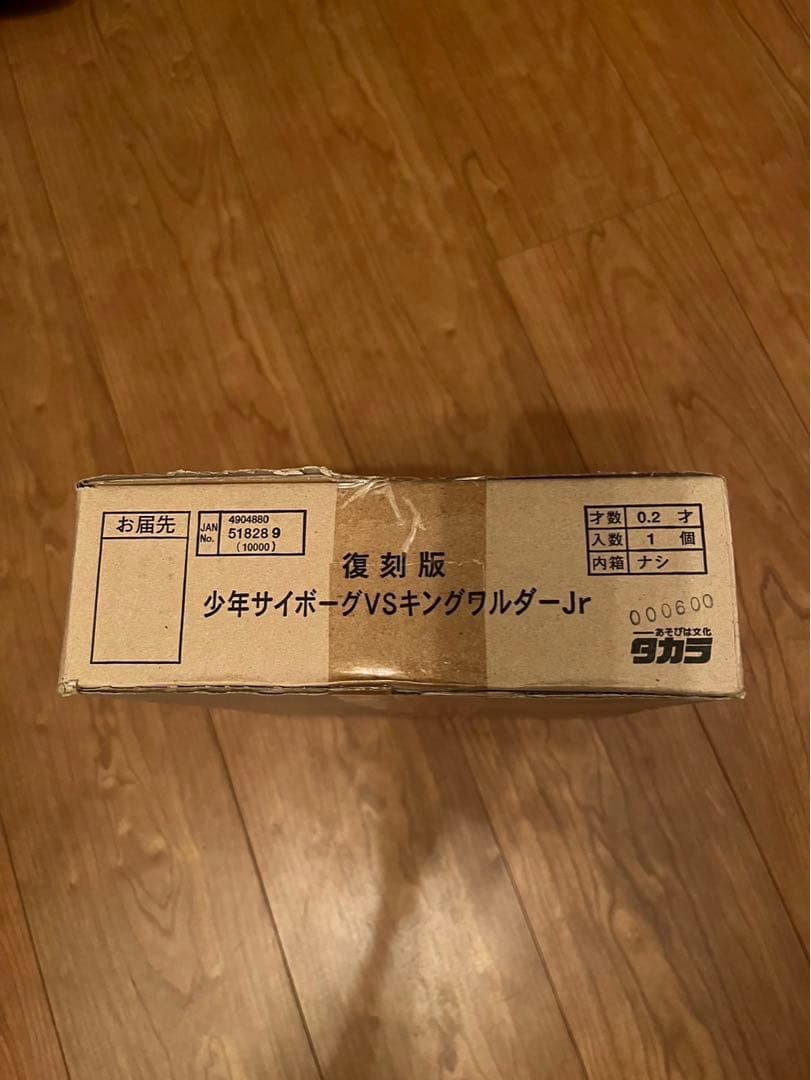 お届先
JAN No. 4904880
51828 9
(10000)
才数 0.2 才
入数 1 個
内箱 ナシ
復刻版
少年サイボーグVSキングワルダーJr
000600
あそびは文化
タカラ